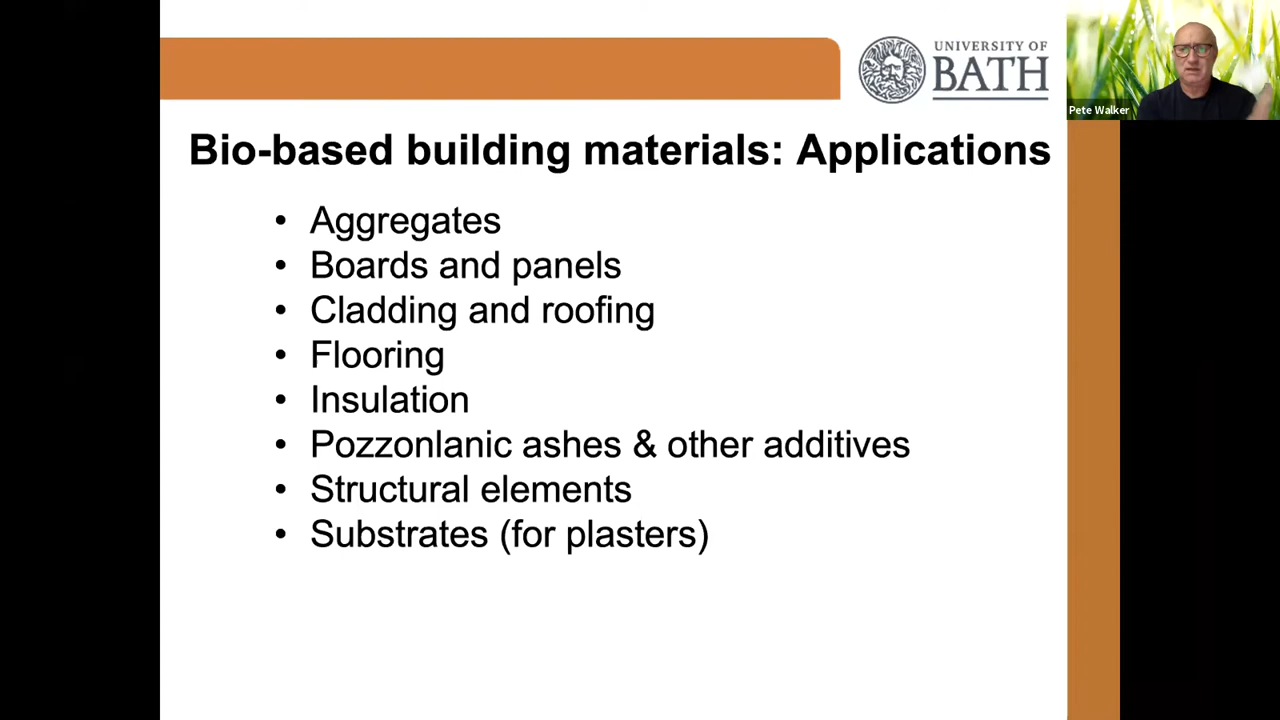 UNIVERSITY OF
BATH
Pete Walker
Bio-based building materials: Applications
• Aggregates
• Boards and panels
• Cladding and roofing
• Flooring
• Insulation
• Pozzonlanic ashes & other additives
• Structural elements
• Substrates (for plasters)